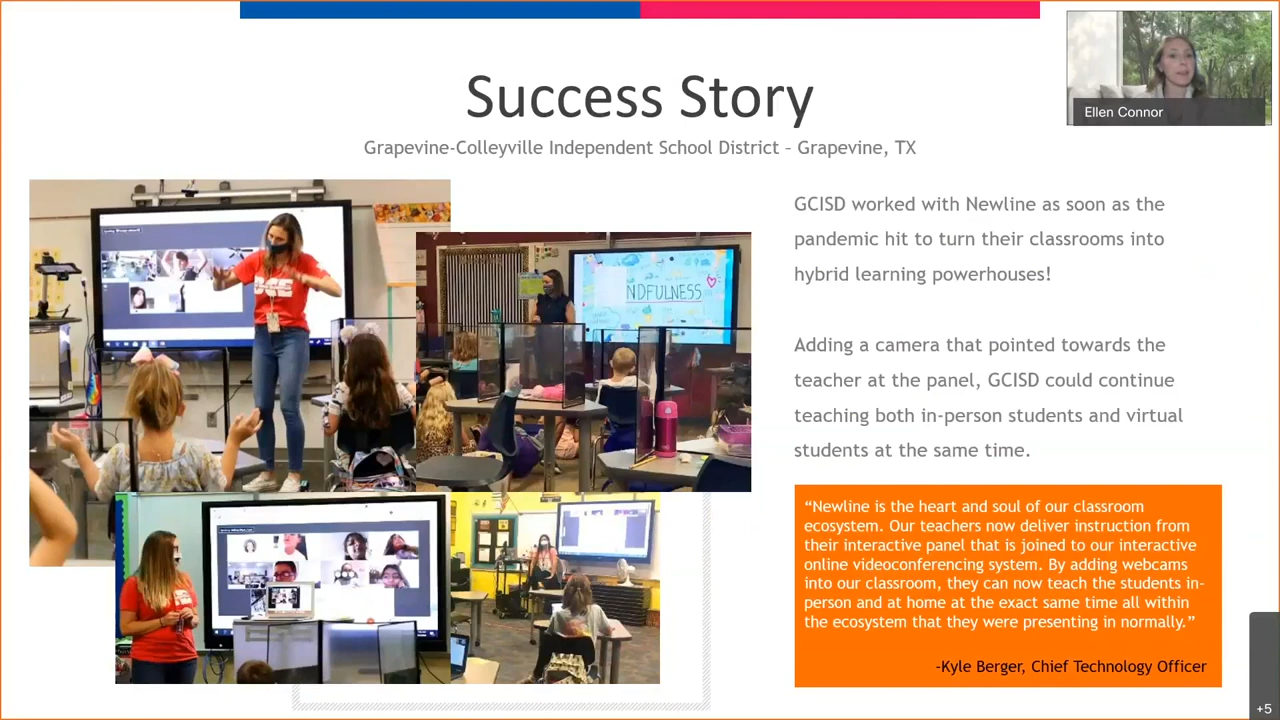 Success Story
Ellen Connor
Grapevine-Colleyville Independent School District – Grapevine, TX
NDFULNESS
GCISD worked with Newline as soon as the
pandemic hit to turn their classrooms into
hybrid learning powerhouses!
Adding a camera that pointed towards the
teacher at the panel, GCISD could continue
teaching both in-person students and virtual
students at the same time.
“Newline is the heart and soul of our classroom
ecosystem. Our teachers now deliver instruction from
their interactive panel that is joined to our interactive
online videoconferencing system. By adding webcams
into our classroom, they can now teach the students in-
person and at home at the exact same time all within
the ecosystem that they were presenting in normally.”
-Kyle Berger, Chief Technology Officer
+5